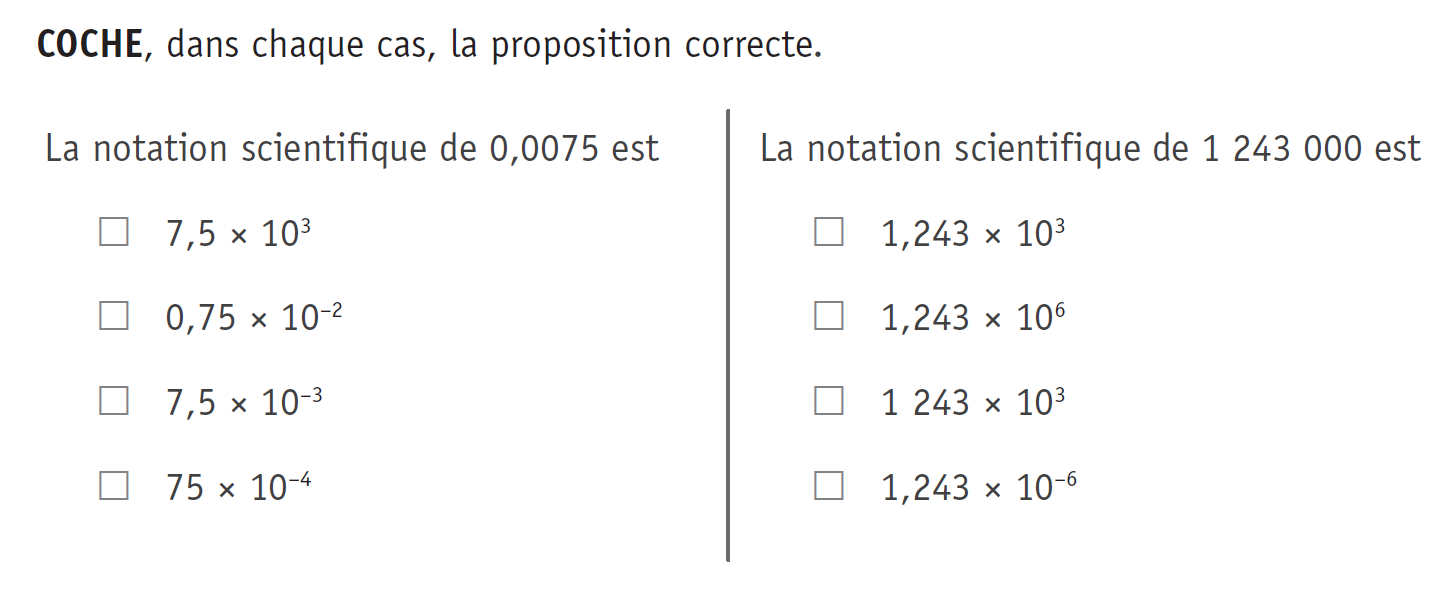 COCHE, dans chaque cas, la proposition correcte.
La notation scientifique de 0,0075 est
☐ 7,5 × 10³
☐ 0,75 × 10⁻²
☐ 7,5 × 10⁻³
☐ 75 × 10⁻⁴
La notation scientifique de 1 243 000 est
☐ 1,243 × 10³
☐ 1,243 × 10⁶
☐ 1 243 × 10³
☐ 1,243 × 10⁻⁶